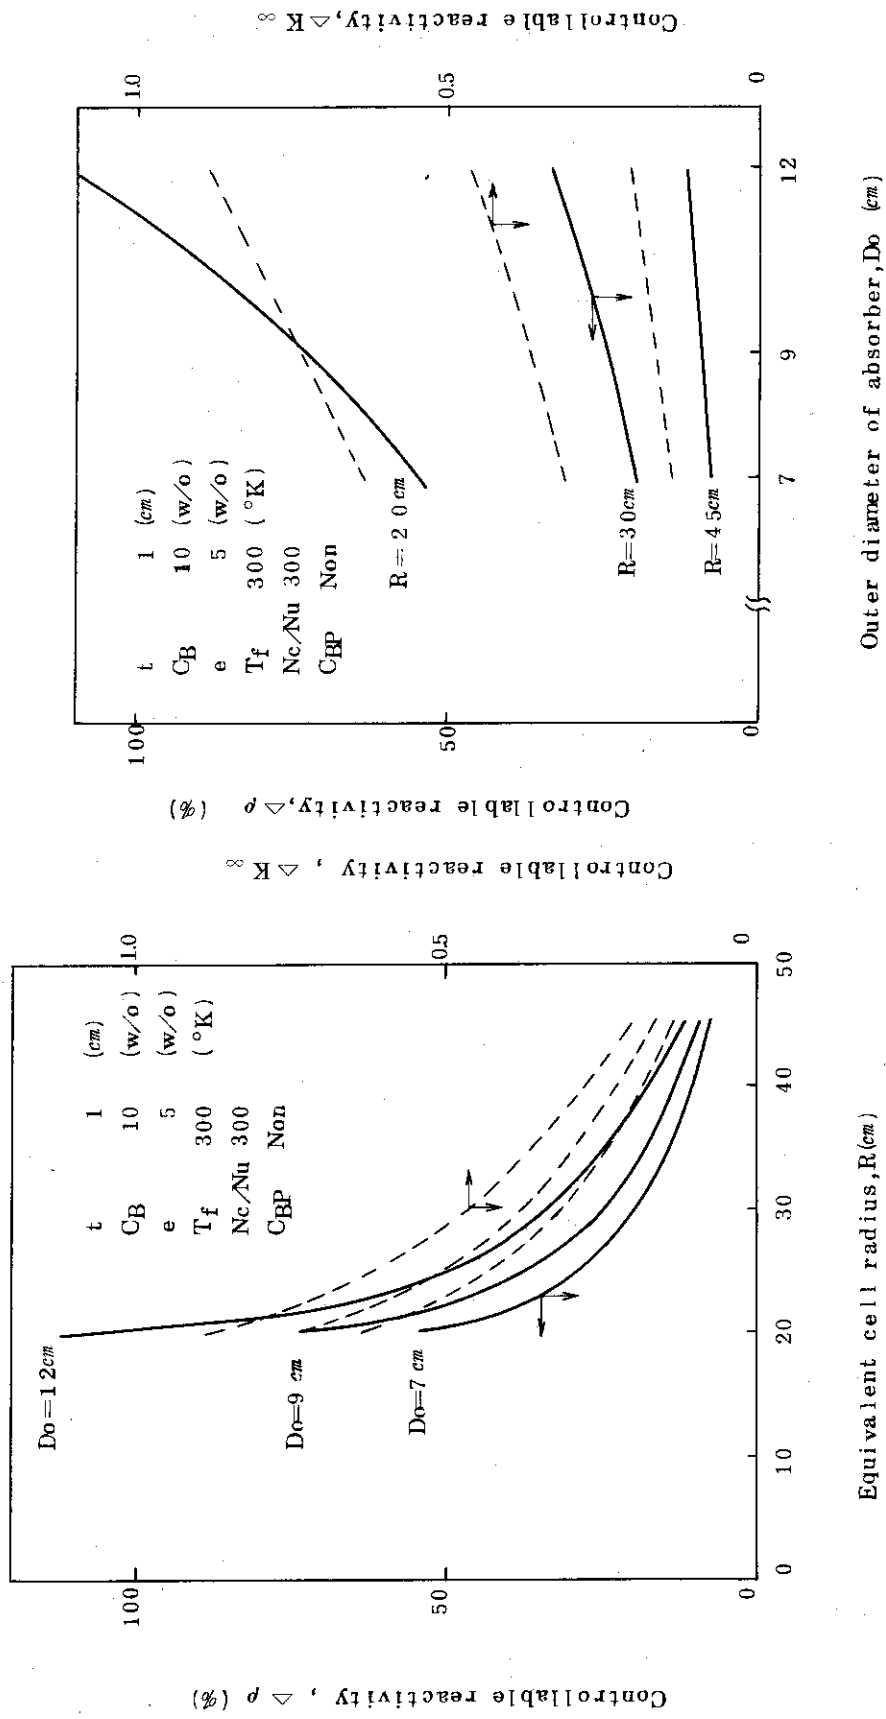 Controllable reactivity, △ρ (%)
100
50
0
Do=12cm
Do=9 cm
Do=7 cm
t 1 (cm)
CB 10 (w/o)
e 5 (w/o)
Tf 300 (°K)
Nc/Nu 300
CBP Non
1.0
0.5
0
Controllable reactivity, △K∞
0 10 20 30 40 50
Equivalent cell radius,R(cm)
Controllable reactivity,△ρ (%)
100
50
0
t 1 (cm)
CB 10 (w/o)
e 5 (w/o)
Tf 300 (°K)
Nc/Nu 300
CBP Non
R=20cm
R=30cm
R=45cm
1.0
0.5
0
Controllable reactivity,△K∞
7 9 12
Outer diameter of absorber,Do (cm)